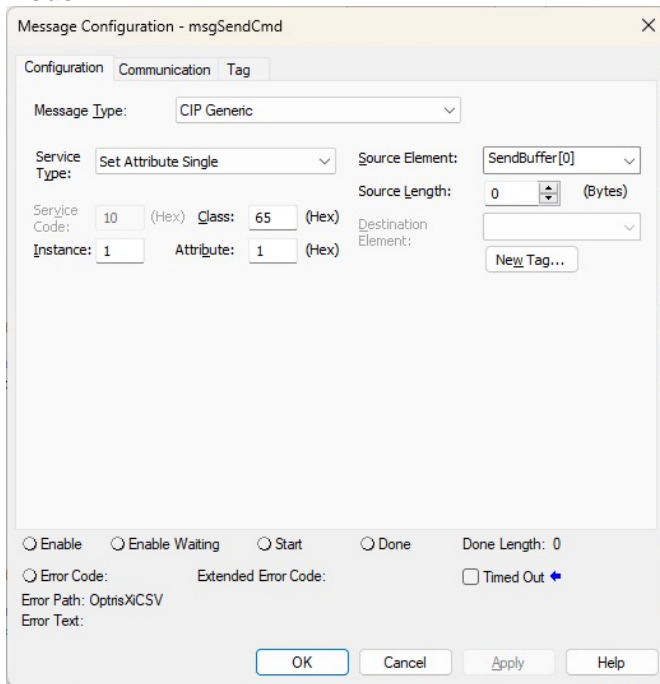 Message Configuration - msgSendCmd
Configuration Communication Tag
Message Type: CIP Generic
Service Type: Set Attribute Single
Source Element: SendBuffer[0]
Source Length: 0 (Bytes)
Service Code: 10 (Hex) Class: 65 (Hex)
Destination Element:
Instance: 1 Attribute: 1 (Hex)
New Tag...
Enable Enable Waiting Start Done Done Length: 0
Error Code: Extended Error Code: Timed Out
Error Path: OptrisXiCSV
Error Text:
OK Cancel Apply Help